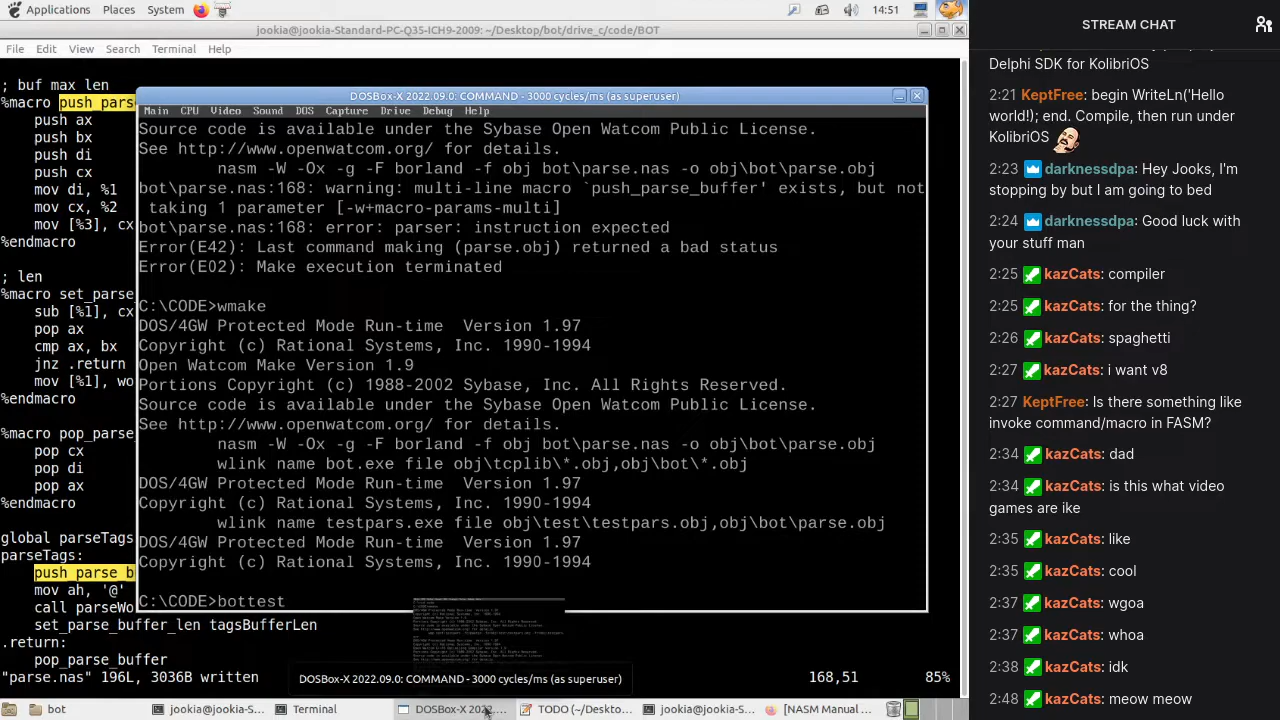 Applications Places System 14:51
jookia@jookia-Standard-PC-Q35-ICH9-2009: ~/Desktop/bot/drive_c/code/BOT
File Edit View Search Terminal Help
; buf max len
%macro push_pars
push ax
push bx
push di
push cx
mov di, %1
mov cx, %2
mov [%3], cx
%endmacro
; len
%macro set_parse
sub [%1], cx
pop ax
cmp ax, bx
jnz .return
mov [%1], wo
%endmacro
%macro pop_parse
pop cx
pop di
pop ax
%endmacro
global parseTags
parseTags:
push_parse_b
mov ah, '@'
call parseWo
set_parse_buffer_len tagsBufferLen
.return:
pop_parse_buffer
"parse.nas" 196L, 3036B written 168,51 85%
DOSBox-X 2022.09.0: COMMAND - 3000 cycles/ms (as superuser)
Main CPU Video Sound DOS Capture Drive Debug Help
Source code is available under the Sybase Open Watcom Public License.
See http://www.openwatcom.org/ for details.
nasm -W -Ox -g -F borland -f obj bot\parse.nas -o obj\bot\parse.obj
bot\parse.nas:168: warning: multi-line macro `push_parse_buffer' exists, but not
taking 1 parameter [-w+macro-params-multi]
bot\parse.nas:168: error: parser: instruction expected
Error(E42): Last command making (parse.obj) returned a bad status
Error(E02): Make execution terminated
C:\CODE>wmake
DOS/4GW Protected Mode Run-time Version 1.97
Copyright (c) Rational Systems, Inc. 1990-1994
Open Watcom Make Version 1.9
Portions Copyright (c) 1988-2002 Sybase, Inc. All Rights Reserved.
Source code is available under the Sybase Open Watcom Public License.
See http://www.openwatcom.org/ for details.
nasm -W -Ox -g -F borland -f obj bot\parse.nas -o obj\bot\parse.obj
wlink name bot.exe file obj\tcplib\*.obj,obj\bot\*.obj
DOS/4GW Protected Mode Run-time Version 1.97
Copyright (c) Rational Systems, Inc. 1990-1994
wlink name testpars.exe file obj\test\testpars.obj,obj\bot\parse.obj
DOS/4GW Protected Mode Run-time Version 1.97
Copyright (c) Rational Systems, Inc. 1990-1994
C:\CODE>bottest
DOSBox-X 2022.09.0: COMMAND - 3000 cycles/ms (as superuser)
bot jookia@jookia-S... Termina DOSBox-X 2022.... TODO (~/Deskto... jookia@jookia-S... [NASM Manual ...
STREAM CHAT
Delphi SDK for KolibriOS
2:21 KeptFree: begin WriteLn('Hello
world!); end. Compile, then run under
KolibriOS
2:23 darknessdpa: Hey Jooks, I'm
stopping by but I am going to bed
2:24 darknessdpa: Good luck with
your stuff man
2:25 kazCats: compiler
2:25 kazCats: for the thing?
2:26 kazCats: spaghetti
2:27 kazCats: i want v8
2:27 KeptFree: Is there something like
invoke command/macro in FASM?
2:34 kazCats: dad
2:34 kazCats: is this what video
games are ike
2:35 kazCats: like
2:35 kazCats: cool
2:37 kazCats: virgin
2:37 kazCats: chad
2:38 kazCats: idk
2:48 kazCats: meow meow